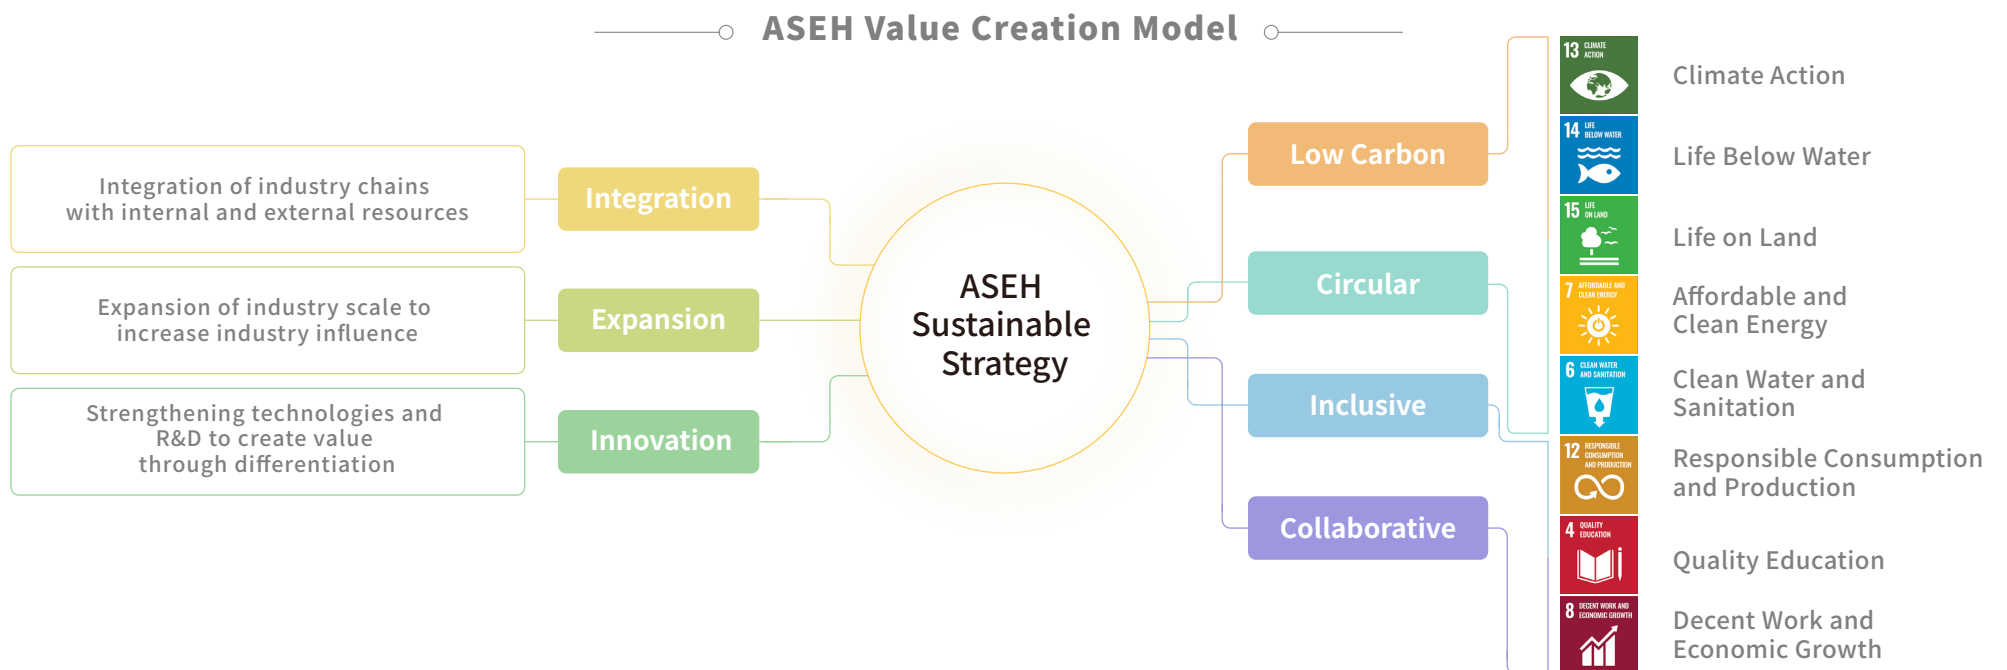 ASEH Value Creation Model
Integration of industry chains
with internal and external resources
Integration
Expansion of industry scale to
increase industry influence
Expansion
Strengthening technologies and
R&D to create value
through differentiation
Innovation
ASEH
Sustainable
Strategy
Low Carbon
Circular
Inclusive
Collaborative
13 CLIMATE
ACTION
Climate Action
14 LIFE
BELOW WATER
Life Below Water
15 LIFE
ON LAND
Life on Land
7 AFFORDABLE AND
CLEAN ENERGY
Affordable and
Clean Energy
6 CLEAN WATER
AND SANITATION
Clean Water and
Sanitation
12 RESPONSIBLE
CONSUMPTION
AND PRODUCTION
Responsible Consumption
and Production
4 QUALITY
EDUCATION
Quality Education
8 DECENT WORK AND
ECONOMIC GROWTH
Decent Work and
Economic Growth